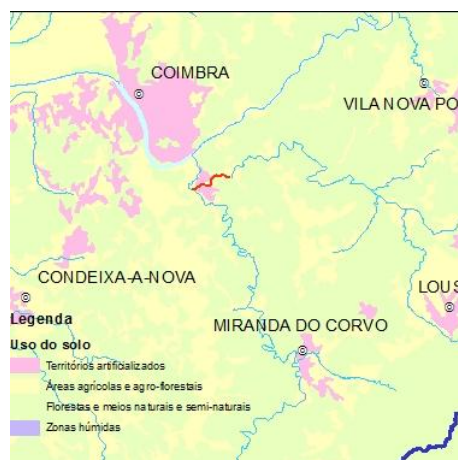 COIMBRA
VILA NOVA PO
CONDEIXA-A-NOVA
LOUS
MIRANDA DO CORVO
Legenda
Uso do solo
Territórios artificializados
Áreas agrícolas e agro-florestais
Florestas e meios naturais e semi-naturais
Zonas húmidas